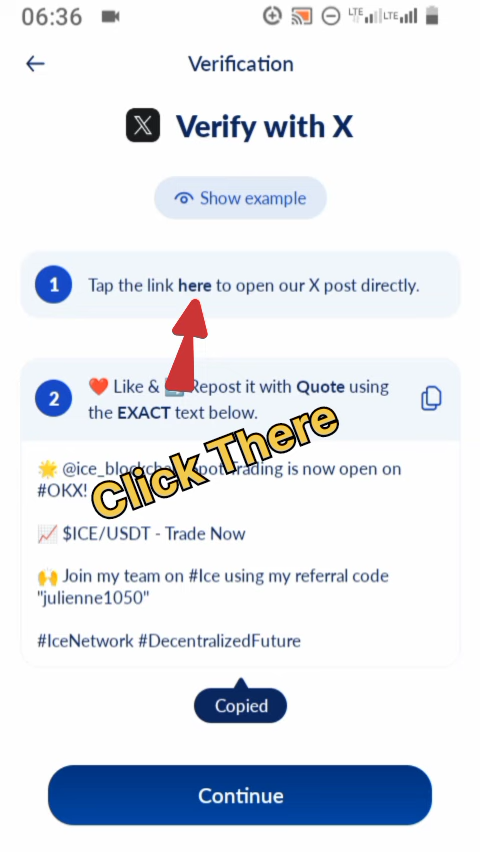 06:36
LTE LTE
Verification
X Verify with X
Show example
1 Tap the link here to open our X post directly.
2 ❤️ Like & Repost it with Quote using
the EXACT text below.
🌟 @ice_blockchain Spot Trading is now open on
#OKX!
Click There
📈 $ICE/USDT - Trade Now
🙌 Join my team on #Ice using my referral code
"julienne1050"
#IceNetwork #DecentralizedFuture
Copied
Continue